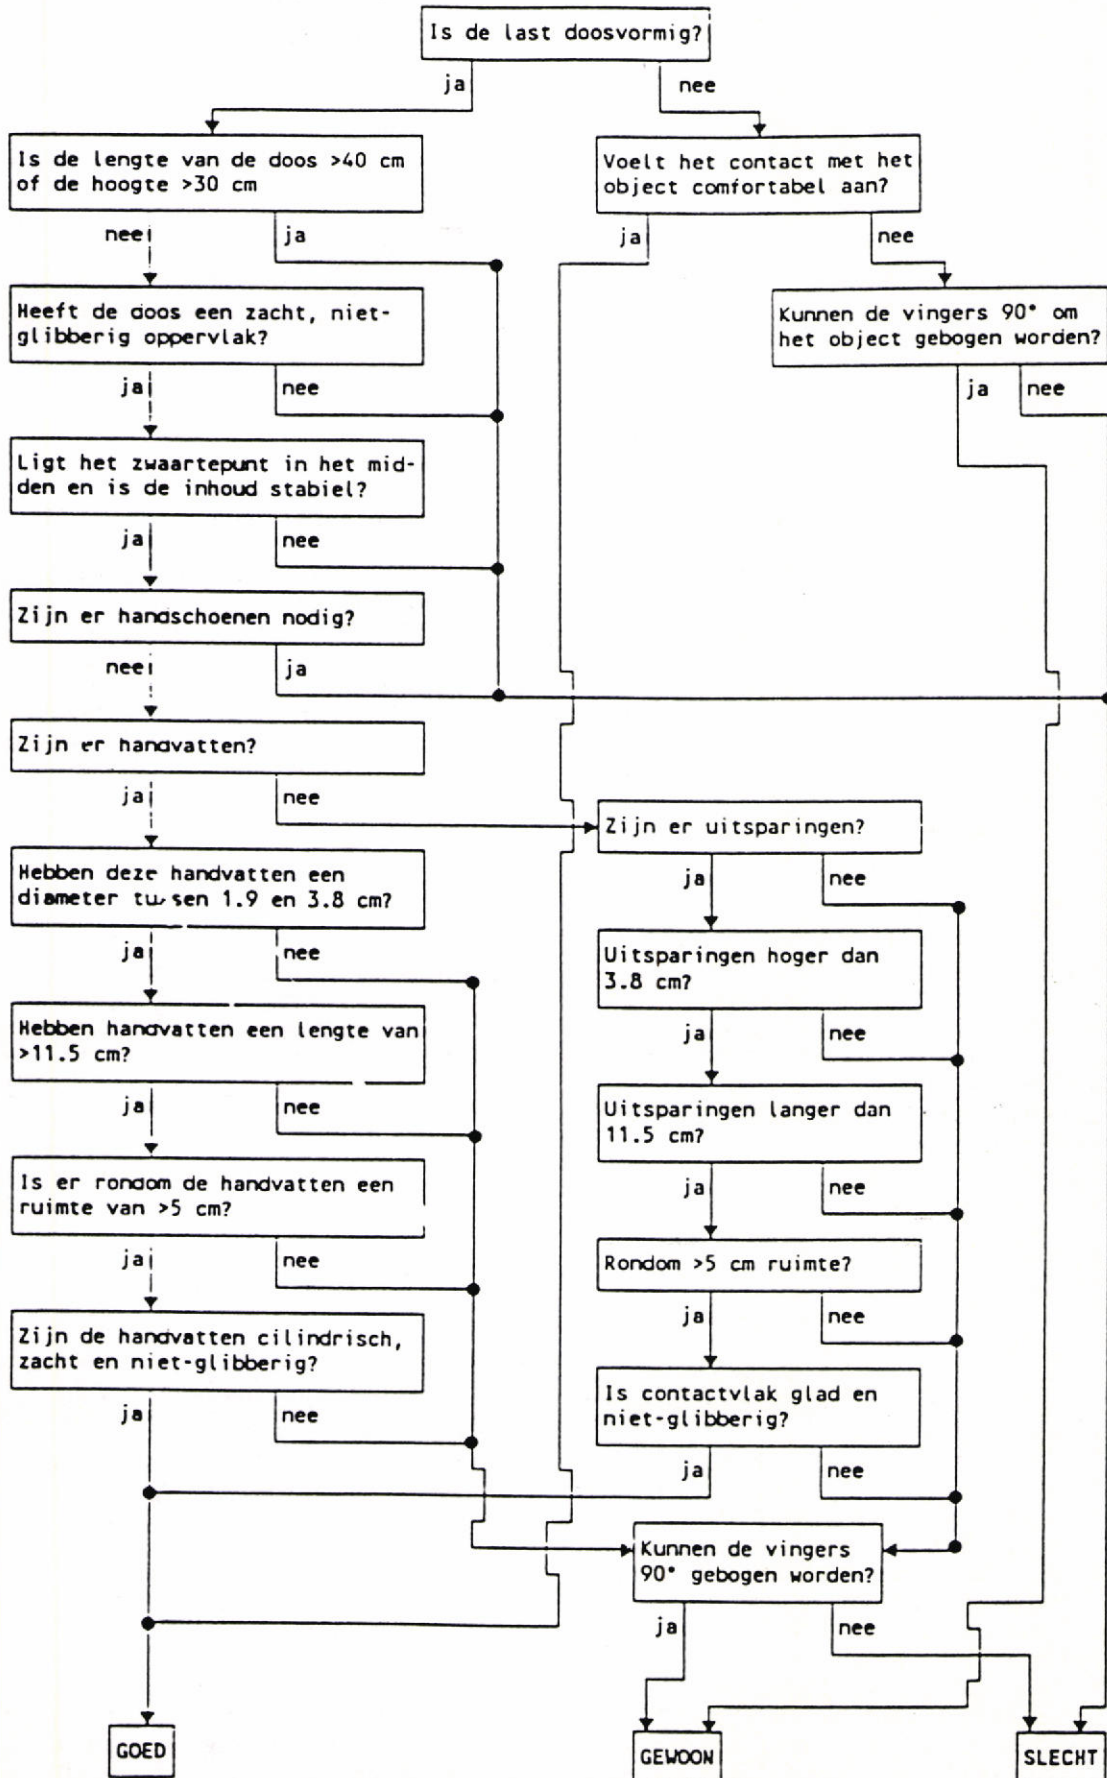 Is de last doosvormig?
ja
nee
Is de lengte van de doos >40 cm
of de hoogte >30 cm
nee
ja
Voelt het contact met het
object comfortabel aan?
ja
nee
Heeft de doos een zacht, niet-
glibberig oppervlak?
ja
nee
Kunnen de vingers 90° om
het object gebogen worden?
ja
nee
Ligt het zwaartepunt in het mid-
den en is de inhoud stabiel?
ja
nee
Zijn er handschoenen nodig?
nee
ja
Zijn er handvatten?
ja
nee
Zijn er uitsparingen?
ja
nee
Hebben deze handvatten een
diameter tussen 1.9 en 3.8 cm?
ja
nee
Uitsparingen hoger dan
3.8 cm?
ja
nee
Hebben handvatten een lengte van
>11.5 cm?
ja
nee
Uitsparingen langer dan
11.5 cm?
ja
nee
Is er rondom de handvatten een
ruimte van >5 cm?
ja
nee
Rondom >5 cm ruimte?
ja
nee
Zijn de handvatten cilindrisch,
zacht en niet-glibberig?
ja
nee
Is contactvlak glad en
niet-glibberig?
ja
nee
Kunnen de vingers
90° gebogen worden?
ja
nee
GOED
GEWOON
SLECHT